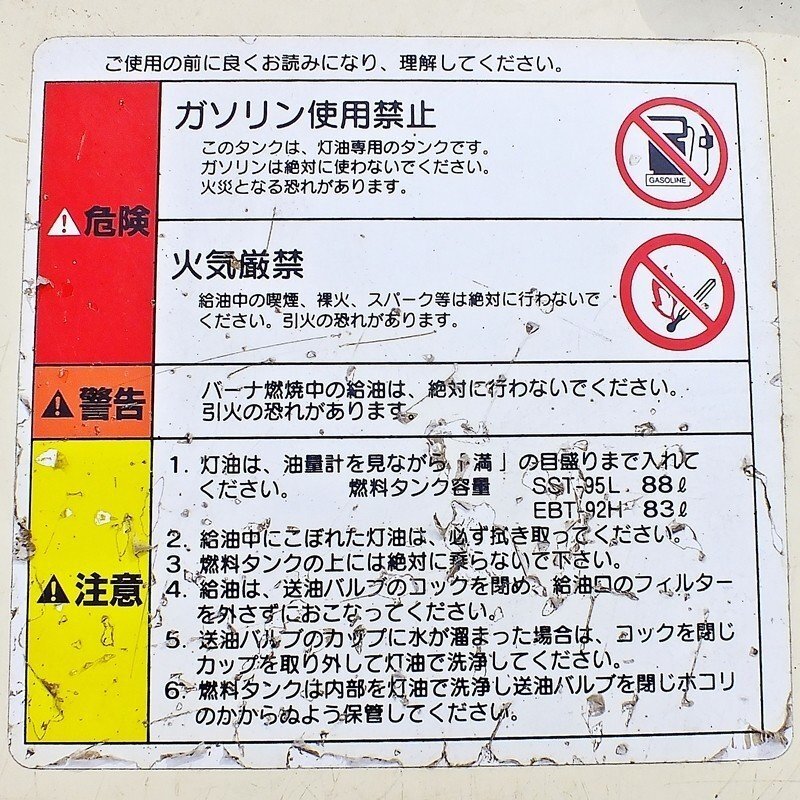 ご使用の前に良くお読みになり、理解してください。
危険
ガソリン使用禁止
このタンクは、灯油専用のタンクです。
ガソリンは絶対に使わないでください。
火災となる恐れがあります。
GASOLINE
火気厳禁
給油中の喫煙、裸火、スパーク等は絶対に行わないで
ください。引火の恐れがあります。
警告
バーナ燃焼中の給油は、絶対に行わないでください。
引火の恐れがあります。
注意
1. 灯油は、油量計を見ながら「満」の目盛りまで入れて
ください。 燃料タンク容量 SST-95L 88ℓ
EBT-92H 83ℓ
2. 給油中にこぼれた灯油は、必ず拭き取ってください。
3. 燃料タンクの上には絶対に乗らないで下さい。
4. 給油は、送油バルブのコックを閉め、給油口のフィルター
を外さずにおこなってください。
5. 送油バルブのカップに水が溜まった場合は、コックを閉じ
カップを取り外して灯油で洗浄してください。
6. 燃料タンクは内部を灯油で洗浄し送油バルブを閉じホコリ
のかからぬよう保管してください。